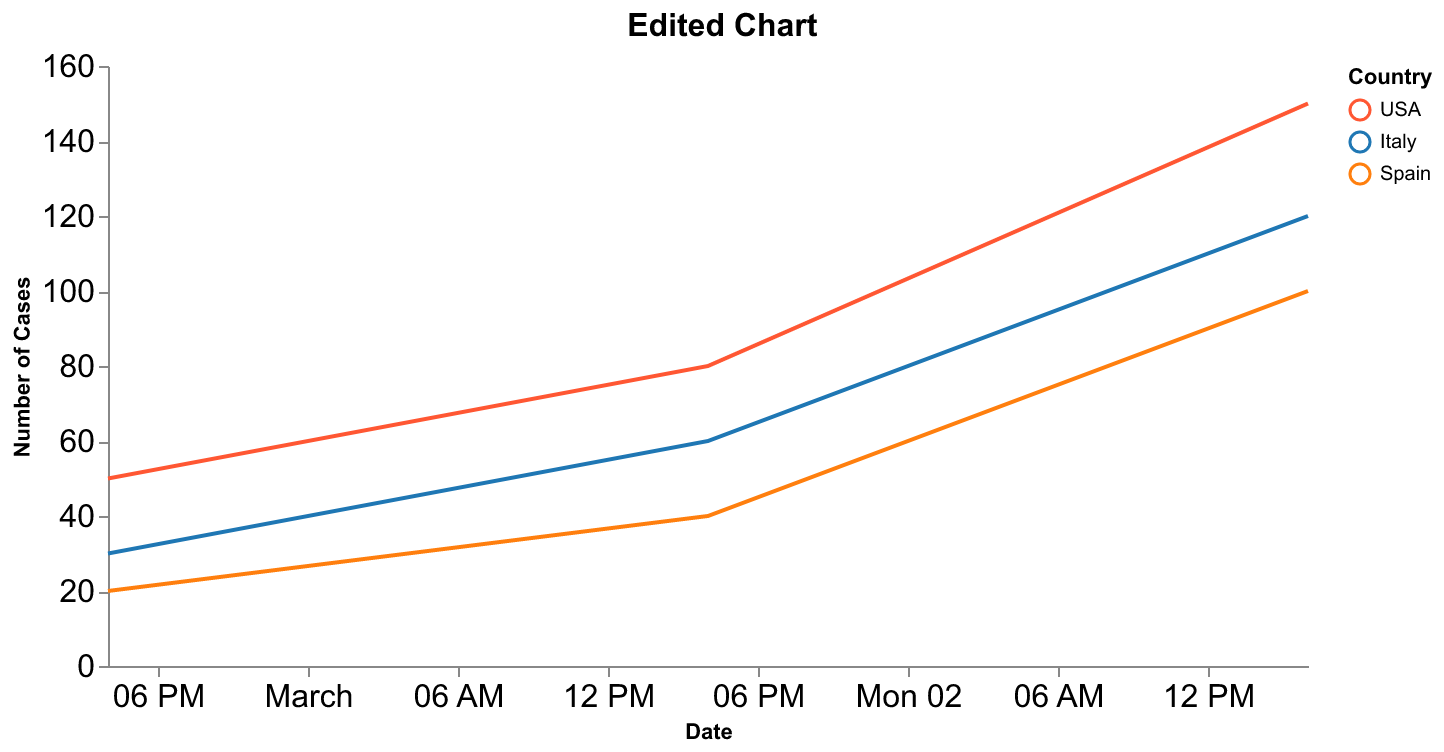 Edited Chart
160
140
120
100
80
60
40
20
0
Number of Cases
06 PM March 06 AM 12 PM 06 PM Mon 02 06 AM 12 PM
Date
Country
USA
Italy
Spain